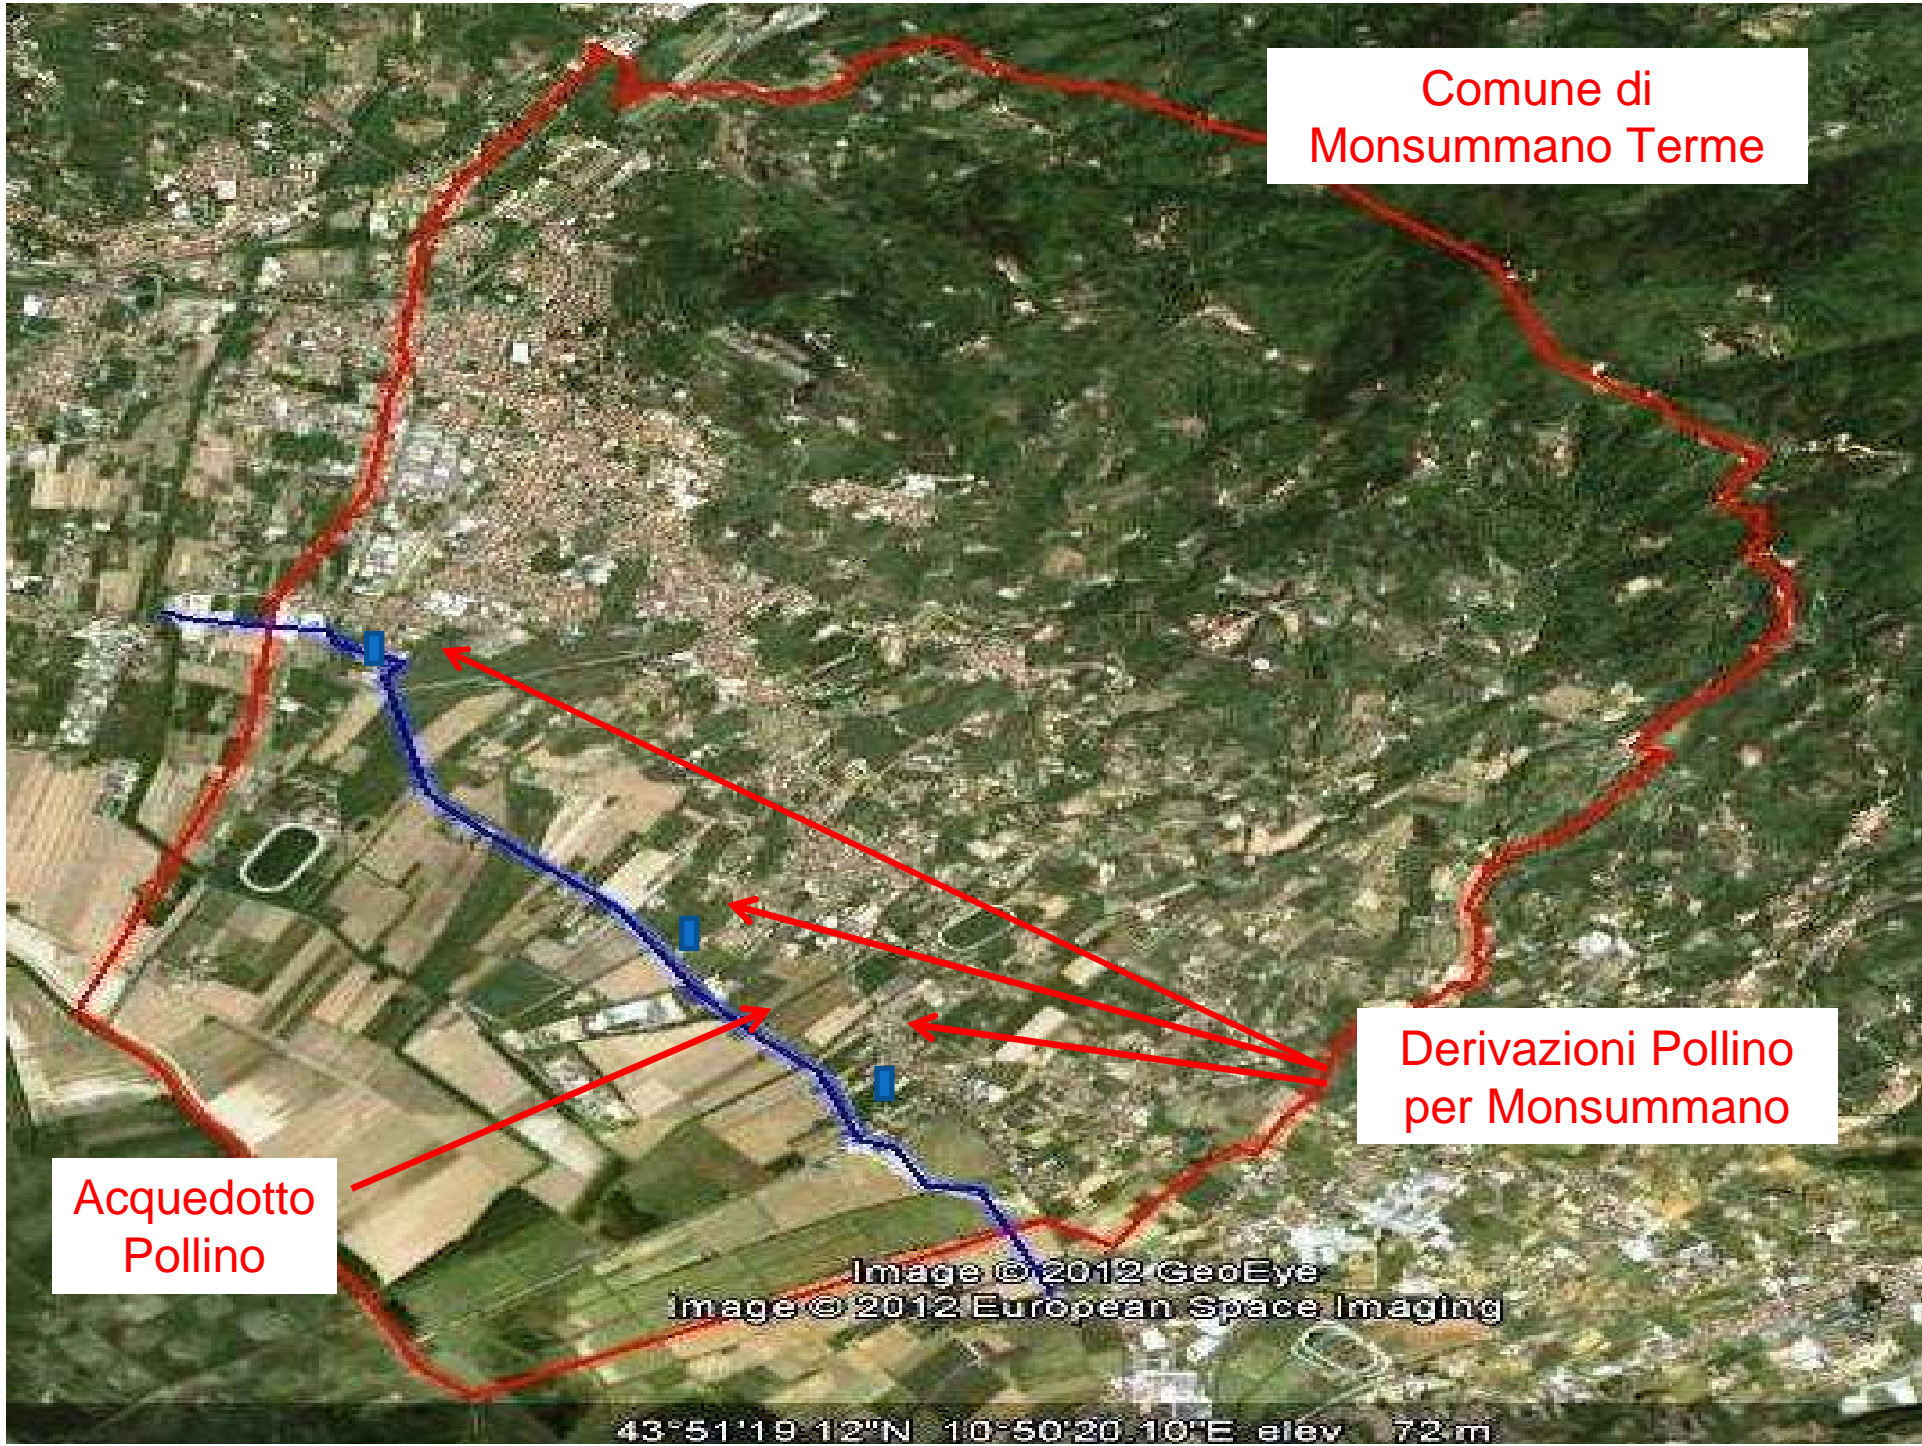 Comune di
Monsummano Terme
Derivazioni Pollino
per Monsummano
Acquedotto
Pollino
Image © 2012 GeoEye
Image © 2012 European Space Imaging
43°51'19.12"N 10°50'20.10"E elev 72 m